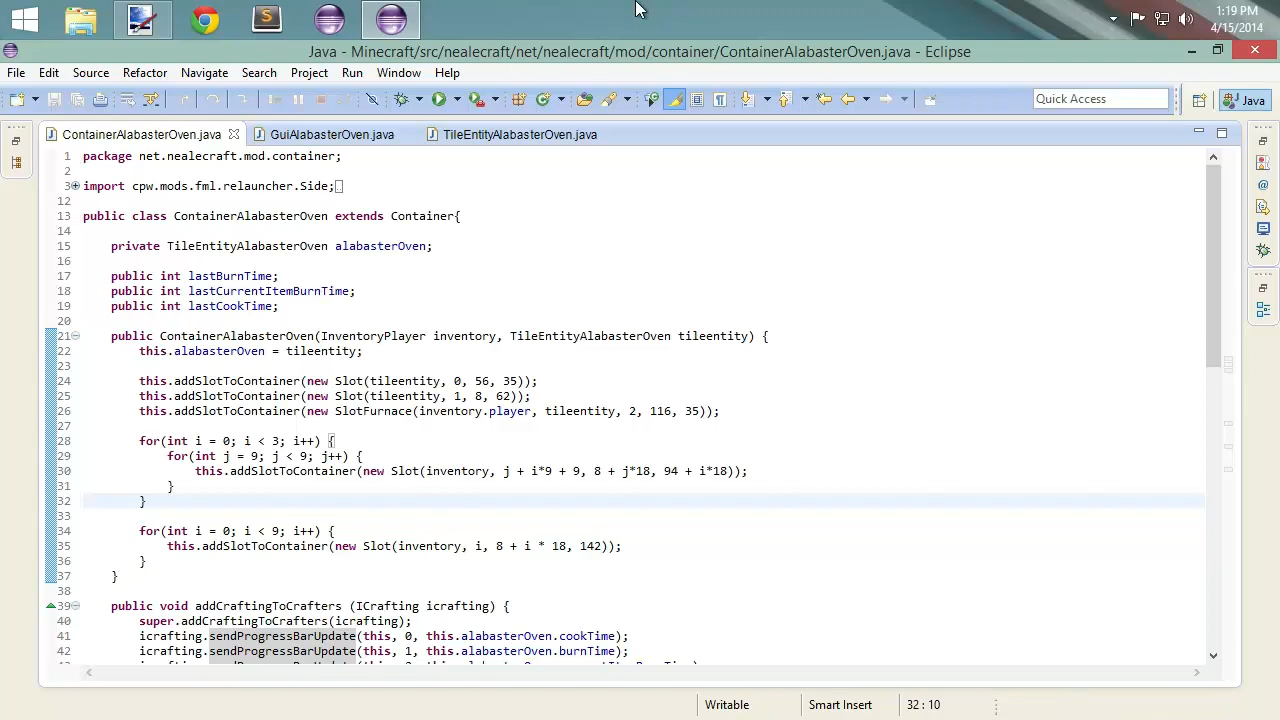 1:19 PM
4/15/2014
Java - Minecraft/src/nealecraft/net/nealecraft/mod/container/ContainerAlabasterOven.java - Eclipse
File Edit Source Refactor Navigate Search Project Run Window Help
Quick Access Java
ContainerAlabasterOven.java GuiAlabasterOven.java TileEntityAlabasterOven.java
1 package net.nealecraft.mod.container;
2
3 import cpw.mods.fml.relauncher.Side;
12
13 public class ContainerAlabasterOven extends Container{
14
15 private TileEntityAlabasterOven alabasterOven;
16
17 public int lastBurnTime;
18 public int lastCurrentItemBurnTime;
19 public int lastCookTime;
20
21 public ContainerAlabasterOven(InventoryPlayer inventory, TileEntityAlabasterOven tileentity) {
22 this.alabasterOven = tileentity;
23
24 this.addSlotToContainer(new Slot(tileentity, 0, 56, 35));
25 this.addSlotToContainer(new Slot(tileentity, 1, 8, 62));
26 this.addSlotToContainer(new SlotFurnace(inventory.player, tileentity, 2, 116, 35));
27
28 for(int i = 0; i < 3; i++) {
29 for(int j = 9; j < 9; j++) {
30 this.addSlotToContainer(new Slot(inventory, j + i*9 + 9, 8 + j*18, 94 + i*18));
31 }
32 }
33
34 for(int i = 0; i < 9; i++) {
35 this.addSlotToContainer(new Slot(inventory, i, 8 + i * 18, 142));
36 }
37 }
38
39 public void addCraftingToCrafters (ICrafting icrafting) {
40 super.addCraftingToCrafters(icrafting);
41 icrafting.sendProgressBarUpdate(this, 0, this.alabasterOven.cookTime);
42 icrafting.sendProgressBarUpdate(this, 1, this.alabasterOven.burnTime);
Writable Smart Insert 32 : 10